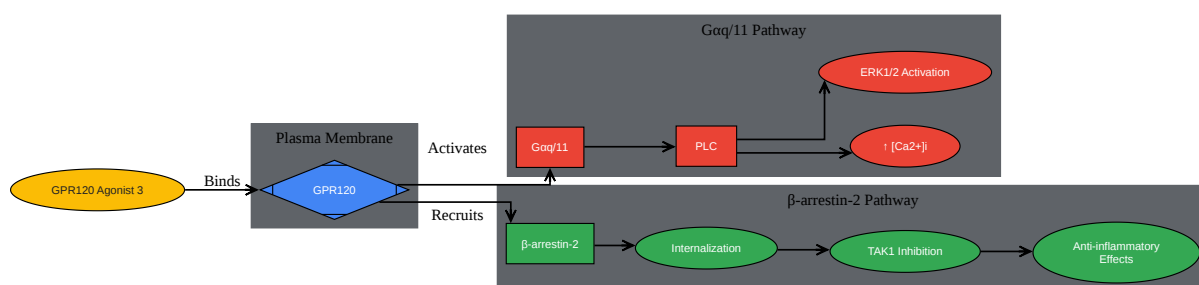 Gαq/11 Pathway
ERK1/2 Activation
Plasma Membrane
Activates
Gαq/11
PLC
↑ [Ca2+]i
GPR120 Agonist 3
Binds
GPR120
Recruits
β-arrestin-2 Pathway
β-arrestin-2
Internalization
TAK1 Inhibition
Anti-inflammatory
Effects